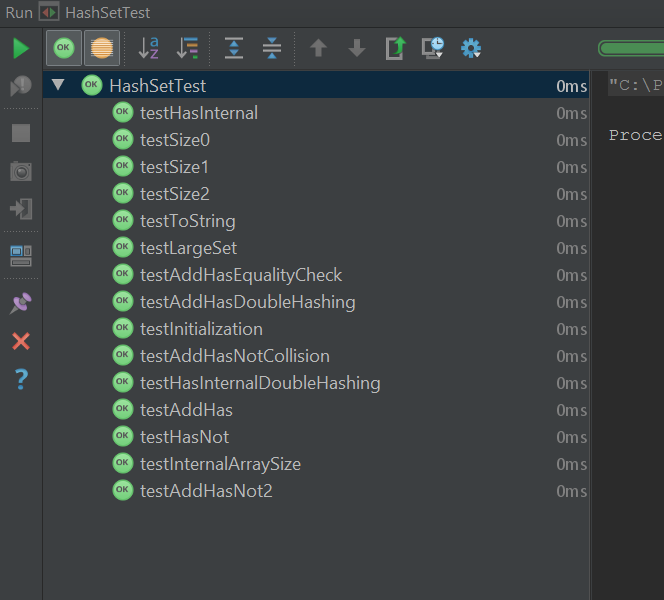 Run HashSetTest
OK
"C:\P
OK HashSetTest 0ms
OK testHasInternal 0ms
Proce
OK testSize0 0ms
OK testSize1 0ms
OK testSize2 0ms
OK testToString 0ms
OK testLargeSet 0ms
OK testAddHasEqualityCheck 0ms
OK testAddHasDoubleHashing 0ms
OK testInitialization 0ms
OK testAddHasNotCollision 0ms
OK testHasInternalDoubleHashing 0ms
OK testAddHas 0ms
OK testHasNot 0ms
OK testInternalArraySize 0ms
OK testAddHasNot2 0ms